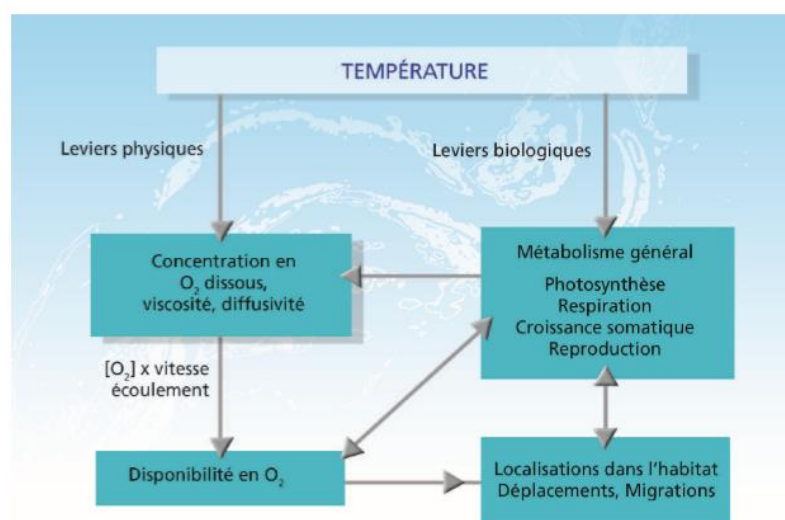 TEMPÉRATURE
Leviers physiques
Leviers biologiques
Concentration en
O₂ dissous,
viscosité, diffusivité
Métabolisme général
Photosynthèse
Respiration
Croissance somatique
Reproduction
[O₂] x vitesse
écoulement
Disponibilité en O₂
Localisations dans l'habitat
Déplacements, Migrations